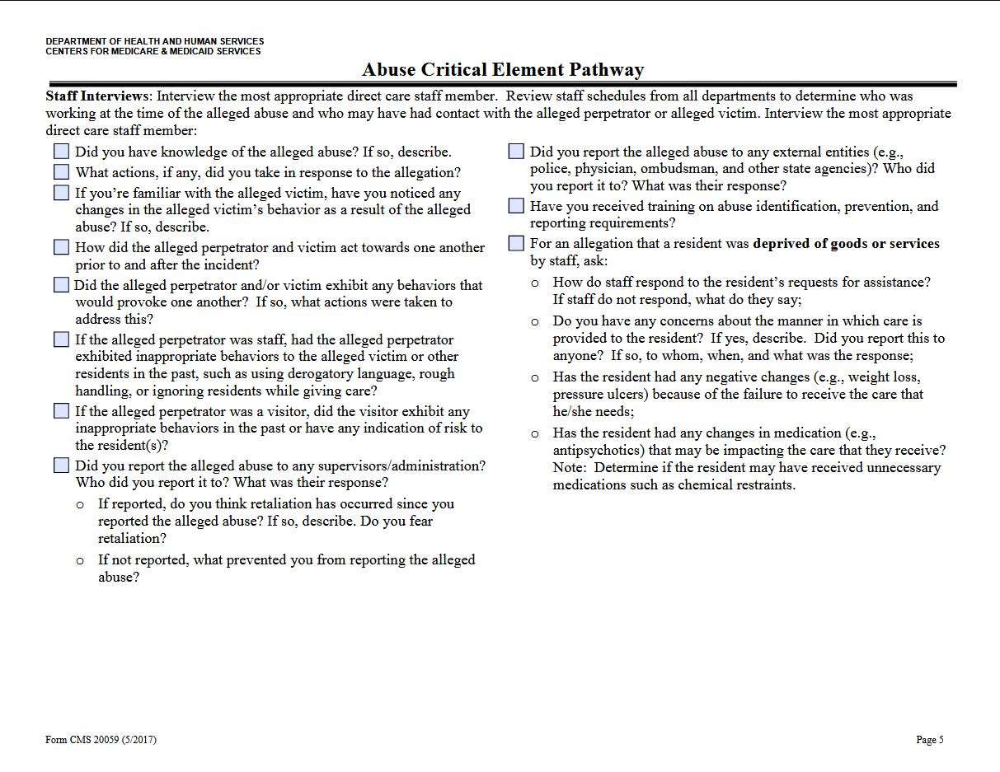 DEPARTMENT OF HEALTH AND HUMAN SERVICES
CENTERS FOR MEDICARE & MEDICAID SERVICES
Abuse Critical Element Pathway
Staff Interviews: Interview the most appropriate direct care staff member.  Review staff schedules from all departments to determine who was
working at the time of the alleged abuse and who may have had contact with the alleged perpetrator or alleged victim. Interview the most appropriate
direct care staff member:
Did you have knowledge of the alleged abuse? If so, describe.
What actions, if any, did you take in response to the allegation?
If you’re familiar with the alleged victim, have you noticed any
changes in the alleged victim’s behavior as a result of the alleged
abuse? If so, describe.
How did the alleged perpetrator and victim act towards one another
prior to and after the incident?
Did the alleged perpetrator and/or victim exhibit any behaviors that
would provoke one another?  If so, what actions were taken to
address this?
If the alleged perpetrator was staff, had the alleged perpetrator
exhibited inappropriate behaviors to the alleged victim or other
residents in the past, such as using derogatory language, rough
handling, or ignoring residents while giving care?
If the alleged perpetrator was a visitor, did the visitor exhibit any
inappropriate behaviors in the past or have any indication of risk to
the resident(s)?
Did you report the alleged abuse to any supervisors/administration?
Who did you report it to? What was their response?
o If reported, do you think retaliation has occurred since you
reported the alleged abuse? If so, describe. Do you fear
retaliation?
o If not reported, what prevented you from reporting the alleged
abuse?
Did you report the alleged abuse to any external entities (e.g.,
police, physician, ombudsman, and other state agencies)? Who did
you report it to? What was their response?
Have you received training on abuse identification, prevention, and
reporting requirements?
For an allegation that a resident was deprived of goods or services
by staff, ask:
o How do staff respond to the resident’s requests for assistance?
If staff do not respond, what do they say;
o Do you have any concerns about the manner in which care is
provided to the resident?  If yes, describe.  Did you report this to
anyone?  If so, to whom, when, and what was the response;
o Has the resident had any negative changes (e.g., weight loss,
pressure ulcers) because of the failure to receive the care that
he/she needs;
o Has the resident had any changes in medication (e.g.,
antipsychotics) that may be impacting the care that they receive?
Note:  Determine if the resident may have received unnecessary
medications such as chemical restraints.
Form CMS 20059 (5/2017)
Page 5